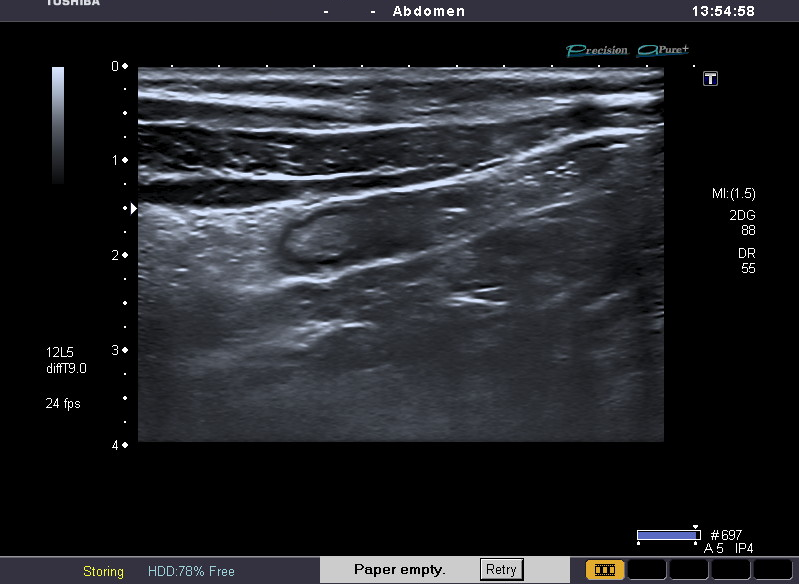 TOSHIBA
- - Abdomen 13:54:58
Precision APure+
T
0
1
2
3
4
MI:(1.5)
2DG
88
DR
55
12L5
diffT9.0
24 fps
#697
A 5 IP4
Storing HDD:78% Free Paper empty. Retry